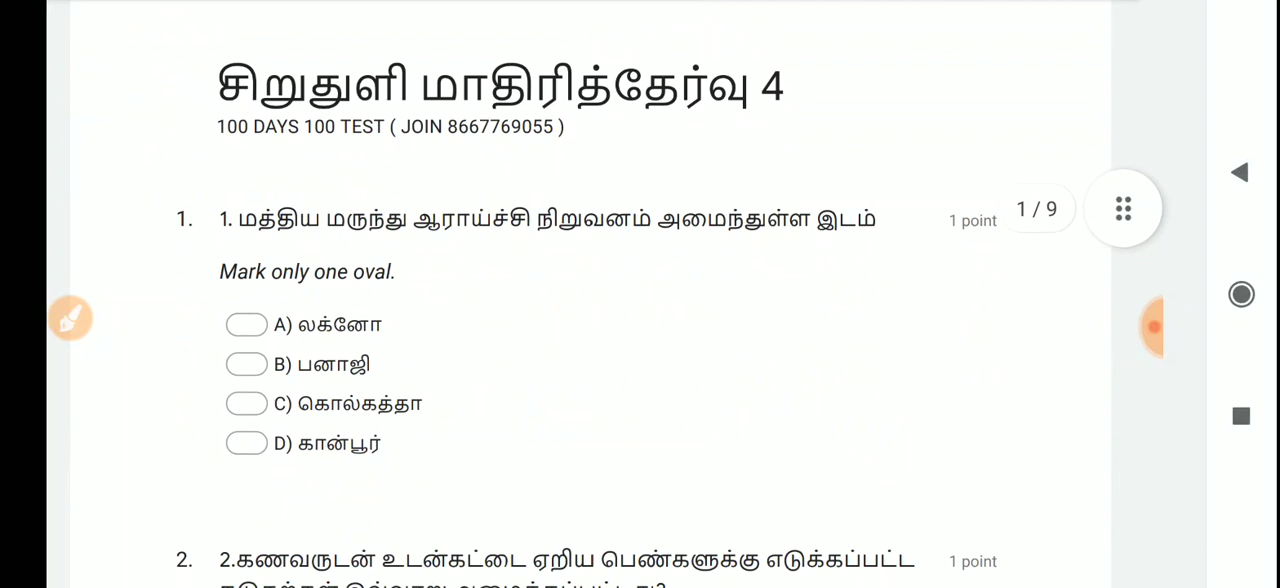 சிறுதுளி மாதிரித்தேர்வு 4
100 DAYS 100 TEST ( JOIN 8667769055 )
1. 1. மத்திய மருந்து ஆராய்ச்சி நிறுவனம் அமைந்துள்ள இடம் 1 point
1 / 9
Mark only one oval.
A) லக்னோ
B) பனாஜி
C) கொல்கத்தா
D) கான்பூர்
2. 2.கணவருடன் உடன்கட்டை ஏறிய பெண்களுக்கு எடுக்கப்பட்ட 1 point